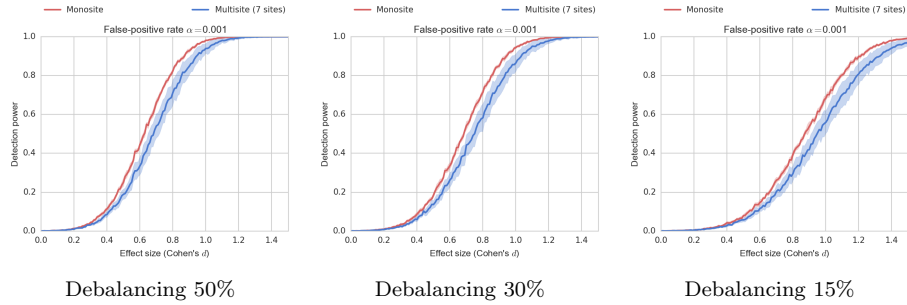 Monosite Multisite (7 sites)
False-positive rate α=0.001
1.0
0.8
0.6
0.4
0.2
0.0
Detection power
0.0 0.2 0.4 0.6 0.8 1.0 1.2 1.4
Effect size (Cohen's d)
Debalancing 50%
Monosite Multisite (7 sites)
False-positive rate α=0.001
1.0
0.8
0.6
0.4
0.2
0.0
Detection power
0.0 0.2 0.4 0.6 0.8 1.0 1.2 1.4
Effect size (Cohen's d)
Debalancing 30%
Monosite Multisite (7 sites)
False-positive rate α=0.001
1.0
0.8
0.6
0.4
0.2
0.0
Detection power
0.0 0.2 0.4 0.6 0.8 1.0 1.2 1.4
Effect size (Cohen's d)
Debalancing 15%